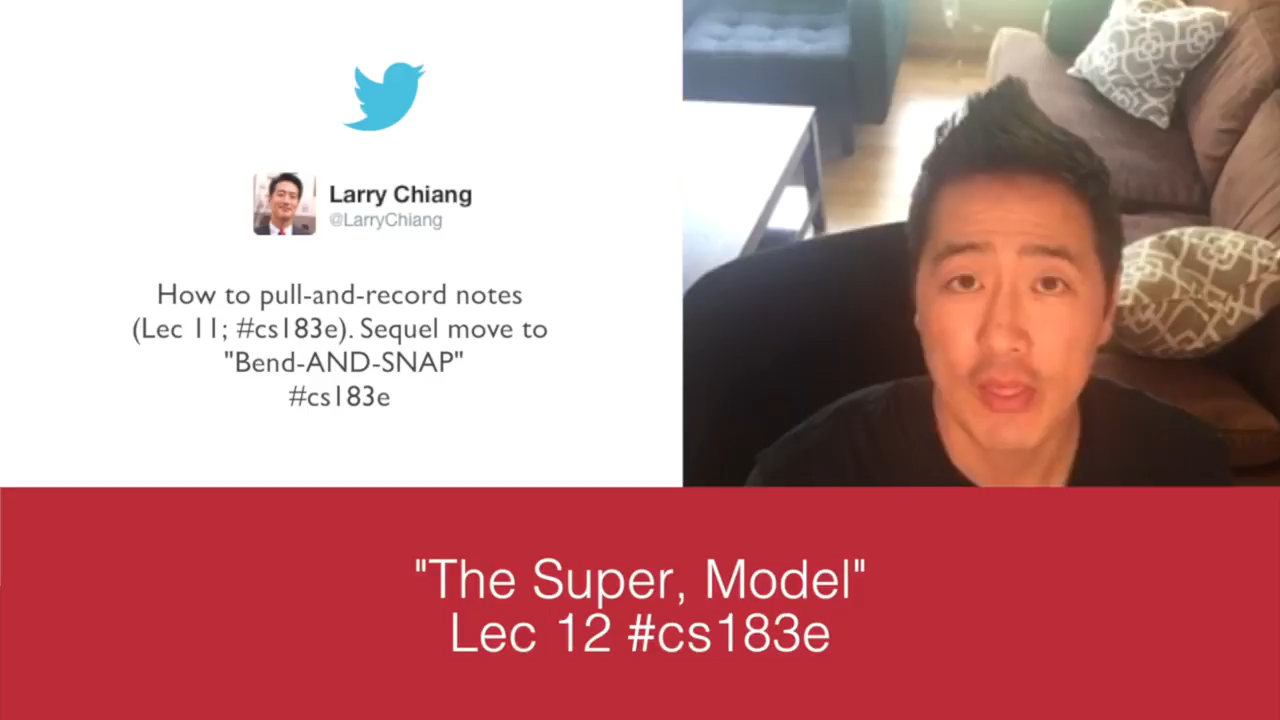 Larry Chiang
@LarryChiang
How to pull-and-record notes
(Lec 11; #cs183e). Sequel move to
"Bend-AND-SNAP"
#cs183e
"The Super, Model"
Lec 12 #cs183e